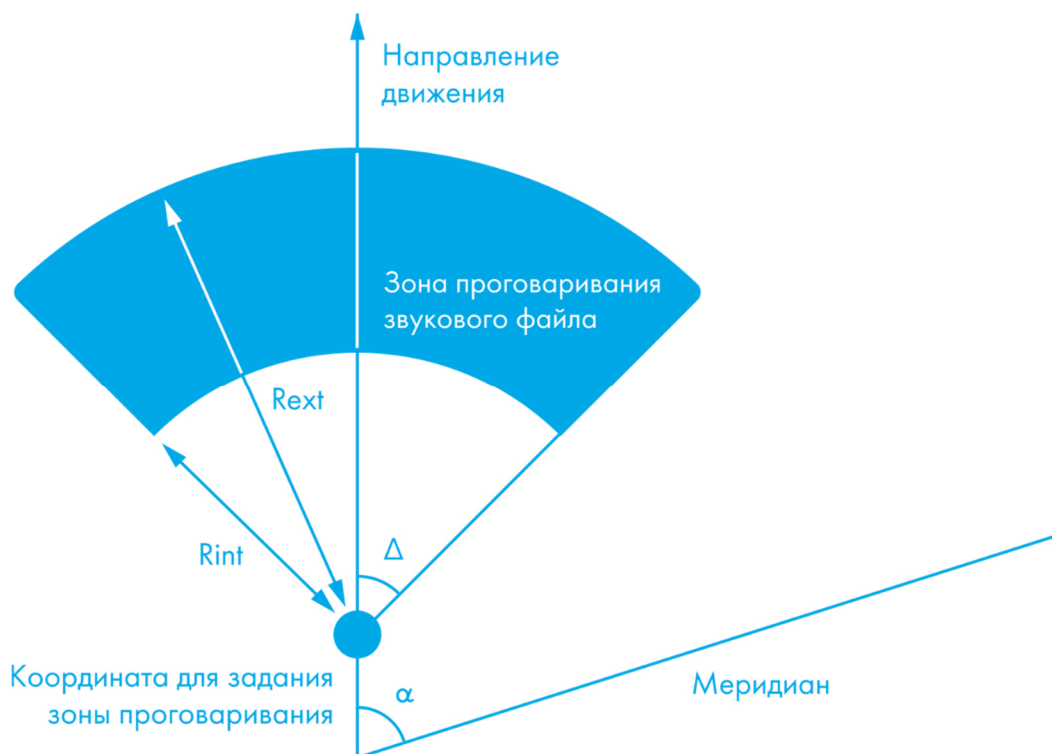 Направление
движения
Зона проговаривания
звукового файла
Rext
Rint
Δ
Координата для задания
зоны проговаривания
α
Меридиан